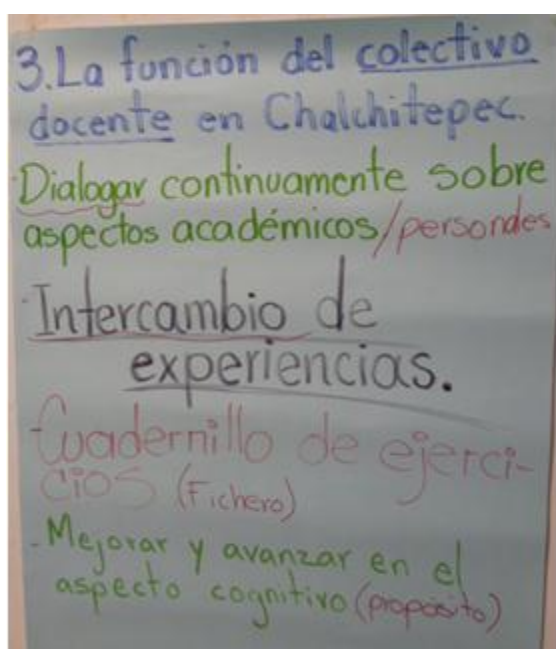 3. La función del colectivo
docente en Chalchitepec.
Dialogar continuamente sobre
aspectos académicos/personales
-Intercambio de
experiencias.
-Cuadernillo de ejerci-
cios (Fichero)
-Mejorar y avanzar en el
aspecto cognitivo (propósito)